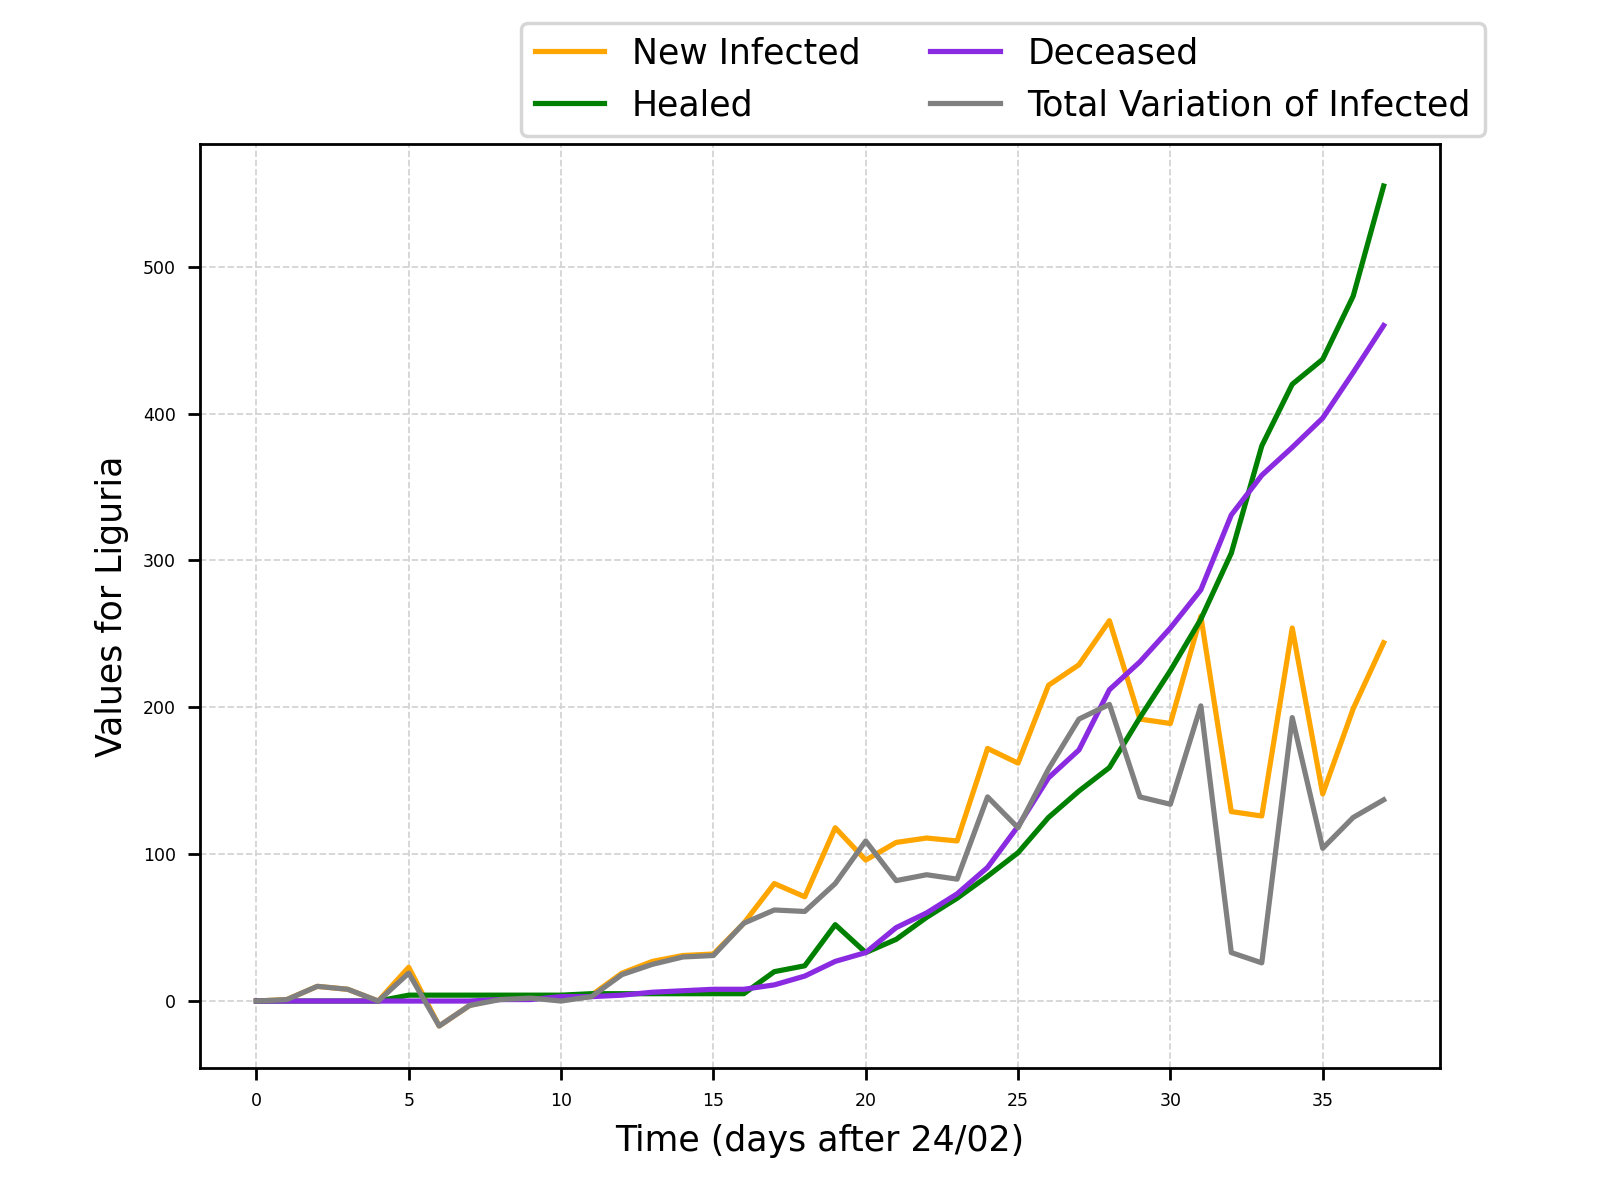 New Infected
Healed
Deceased
Total Variation of Infected
500
400
300
200
100
0
Values for Liguria
0 5 10 15 20 25 30 35
Time (days after 24/02)